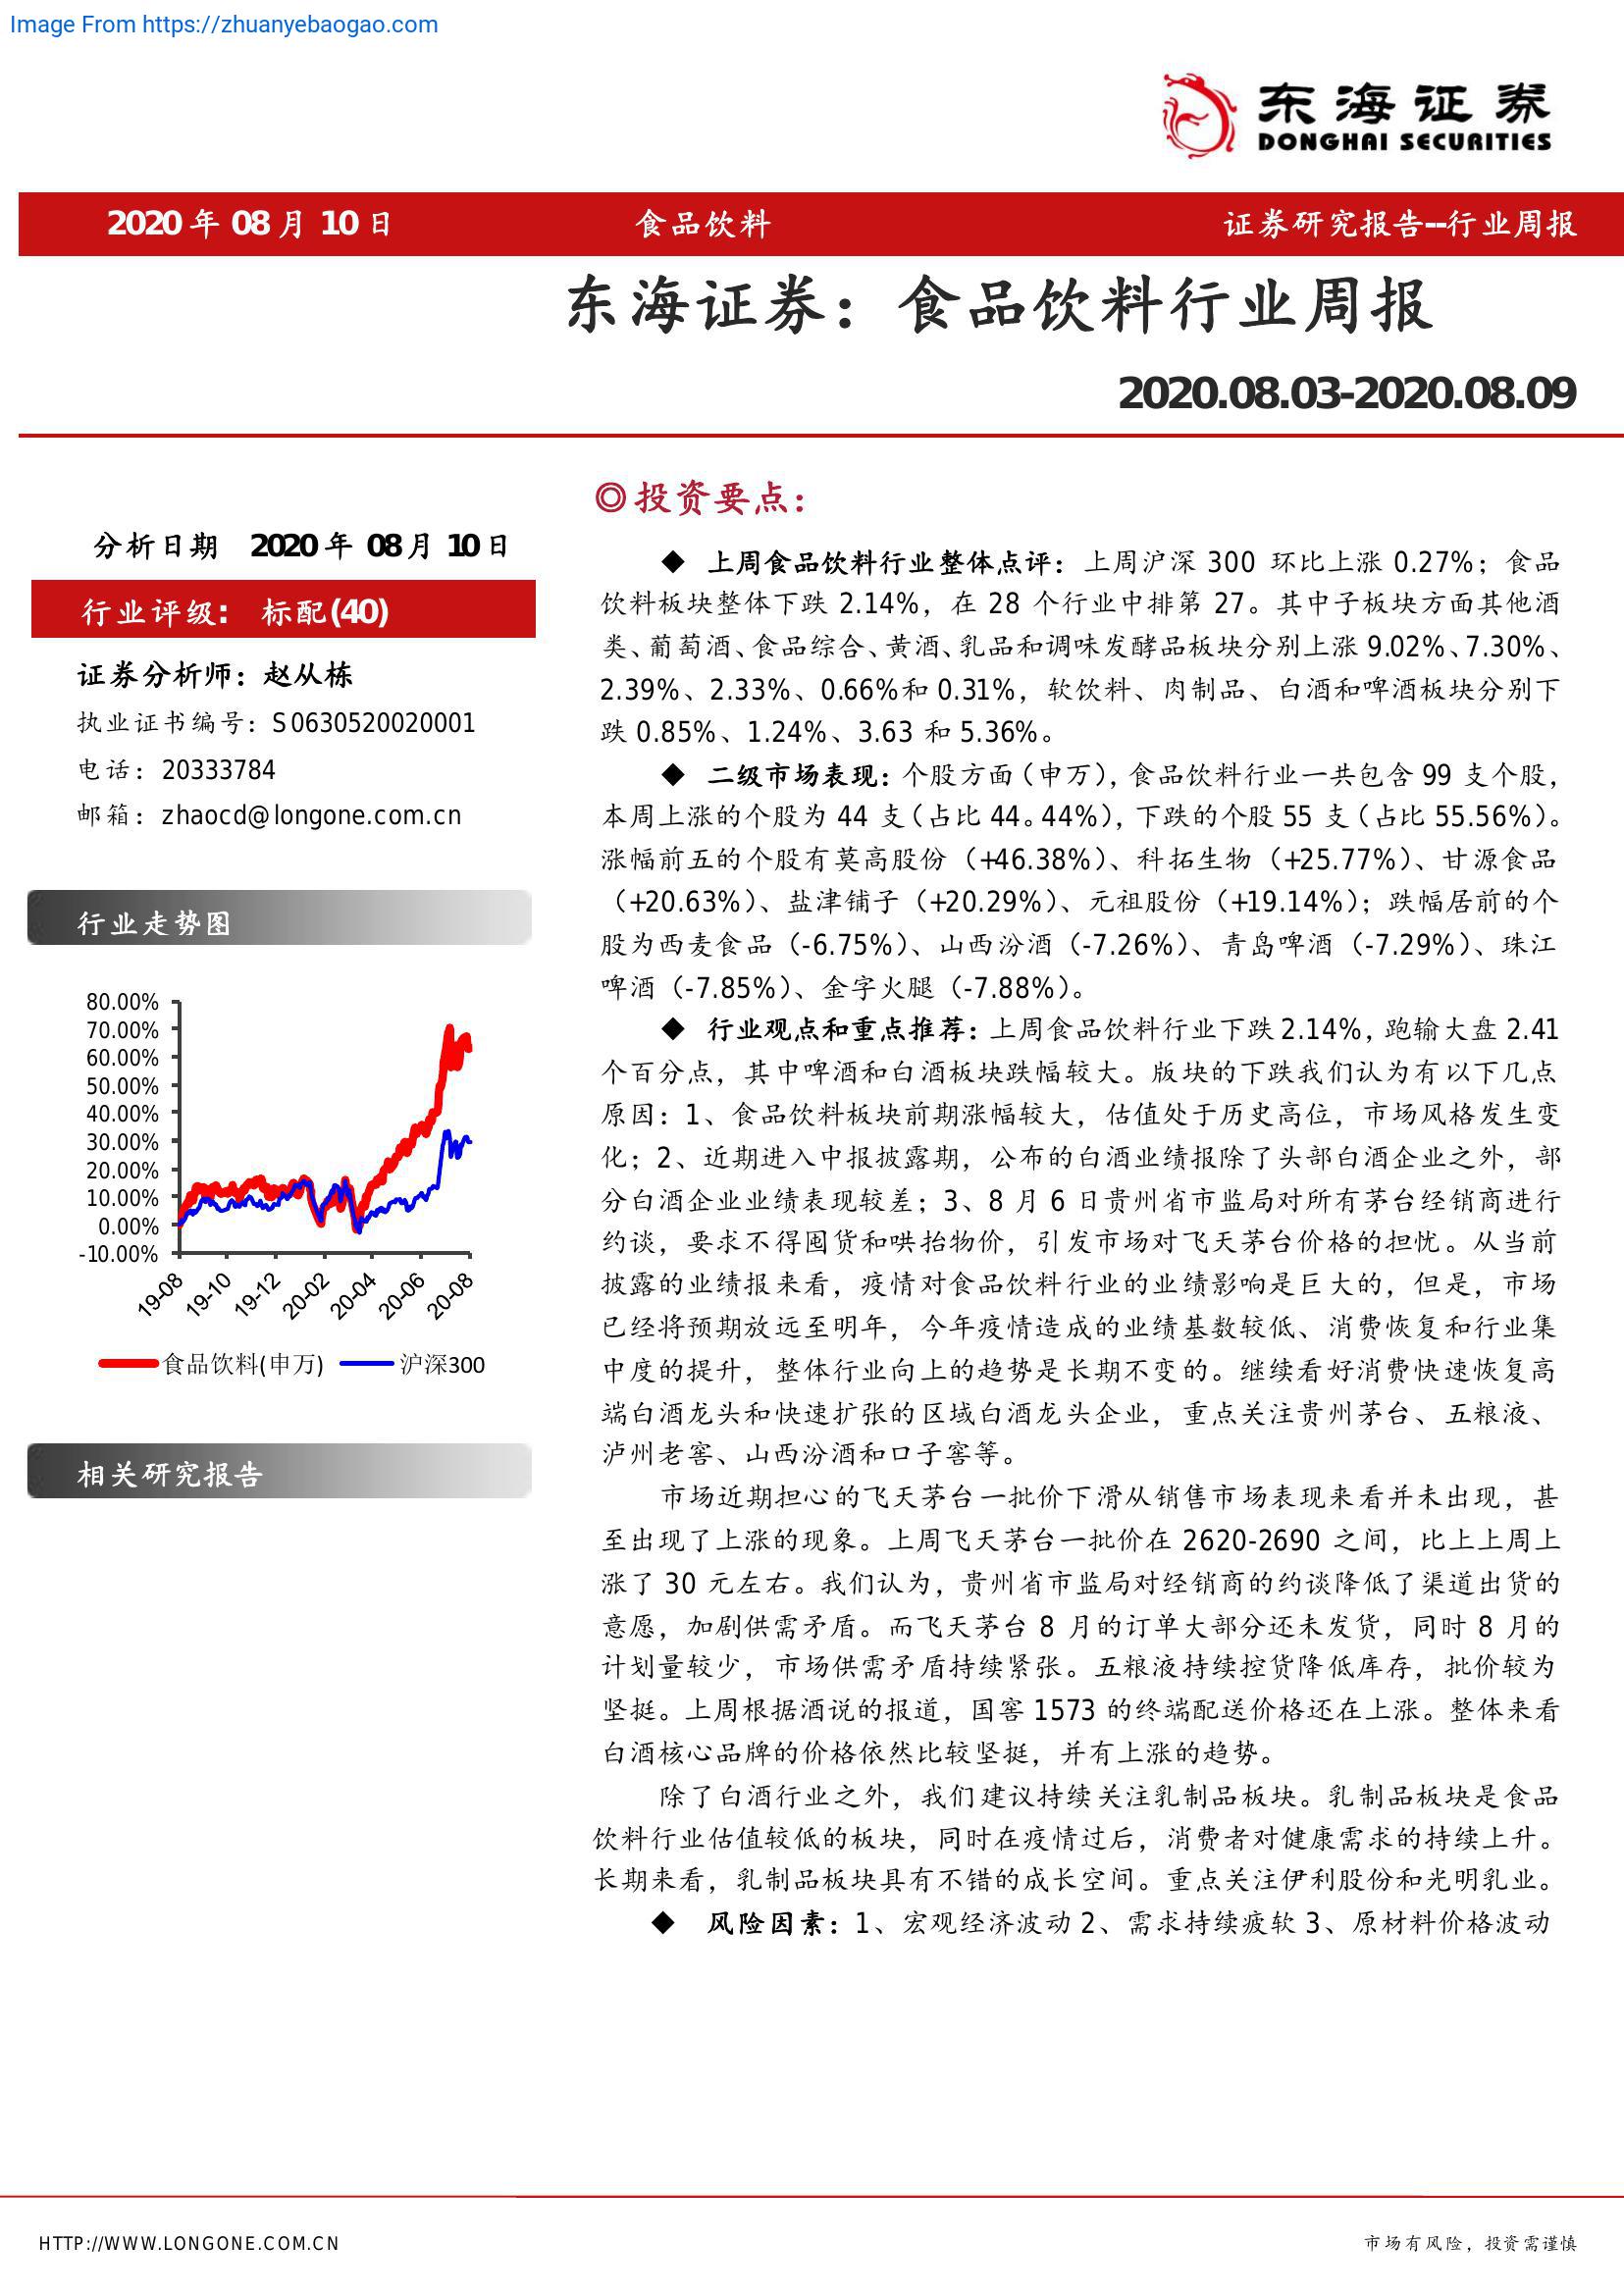 Image From https://zhuanyebaogao.com
东海证券
DONGHAI SECURITIES
2020 年 08 月 10 日 食品饮料 证券研究报告--行业周报
东海证券：食品饮料行业周报
2020.08.03-2020.08.09
分析日期 2020 年 08 月 10 日
行业评级: 标配(40)
证券分析师：赵从栋
执业证书编号：S0630520020001
电话：20333784
邮箱：zhaocd@longone.com.cn
行业走势图
80.00%
70.00%
60.00%
50.00%
40.00%
30.00%
20.00%
10.00%
0.00%
-10.00%
19-08 19-10 19-12 20-02 20-04 20-06 20-08
食品饮料(申万) 沪深300
相关研究报告
◎投资要点：
◆ 上周食品饮料行业整体点评：上周沪深 300 环比上涨 0.27%；食品
饮料板块整体下跌 2.14%，在 28 个行业中排第 27。其中子板块方面其他酒
类、葡萄酒、食品综合、黄酒、乳品和调味发酵品板块分别上涨 9.02%、7.30%、
2.39%、2.33%、0.66%和 0.31%，软饮料、肉制品、白酒和啤酒板块分别下
跌 0.85%、1.24%、3.63 和 5.36%。
◆ 二级市场表现：个股方面（申万），食品饮料行业一共包含 99 支个股，
本周上涨的个股为 44 支（占比 44。44%），下跌的个股 55 支（占比 55.56%）。
涨幅前五的个股有莫高股份（+46.38%）、科拓生物（+25.77%）、甘源食品
（+20.63%）、盐津铺子（+20.29%）、元祖股份（+19.14%）；跌幅居前的个
股为西麦食品（-6.75%）、山西汾酒（-7.26%）、青岛啤酒（-7.29%）、珠江
啤酒（-7.85%）、金字火腿（-7.88%）。
◆ 行业观点和重点推荐：上周食品饮料行业下跌 2.14%，跑输大盘 2.41
个百分点，其中啤酒和白酒板块跌幅较大。版块的下跌我们认为有以下几点
原因：1、食品饮料板块前期涨幅较大，估值处于历史高位，市场风格发生变
化；2、近期进入中报披露期，公布的白酒业绩报除了头部白酒企业之外，部
分白酒企业业绩表现较差；3、8 月 6 日贵州省市监局对所有茅台经销商进行
约谈，要求不得囤货和哄抬物价，引发市场对飞天茅台价格的担忧。从当前
披露的业绩报来看，疫情对食品饮料行业的业绩影响是巨大的，但是，市场
已经将预期放远至明年，今年疫情造成的业绩基数较低、消费恢复和行业集
中度的提升，整体行业向上的趋势是长期不变的。继续看好消费快速恢复高
端白酒龙头和快速扩张的区域白酒龙头企业，重点关注贵州茅台、五粮液、
泸州老窖、山西汾酒和口子窖等。
市场近期担心的飞天茅台一批价下滑从销售市场表现来看并未出现，甚
至出现了上涨的现象。上周飞天茅台一批价在 2620-2690 之间，比上上周上
涨了 30 元左右。我们认为，贵州省市监局对经销商的约谈降低了渠道出货的
意愿，加剧供需矛盾。而飞天茅台 8 月的订单大部分还未发货，同时 8 月的
计划量较少，市场供需矛盾持续紧张。五粮液持续控货降低库存，批价较为
坚挺。上周根据酒说的报道，国窖 1573 的终端配送价格还在上涨。整体来看
白酒核心品牌的价格依然比较坚挺，并有上涨的趋势。
除了白酒行业之外，我们建议持续关注乳制品板块。乳制品板块是食品
饮料行业估值较低的板块，同时在疫情过后，消费者对健康需求的持续上升。
长期来看，乳制品板块具有不错的成长空间。重点关注伊利股份和光明乳业。
◆ 风险因素：1、宏观经济波动 2、需求持续疲软 3、原材料价格波动
HTTP://WWW.LONGONE.COM.CN 市场有风险，投资需谨慎